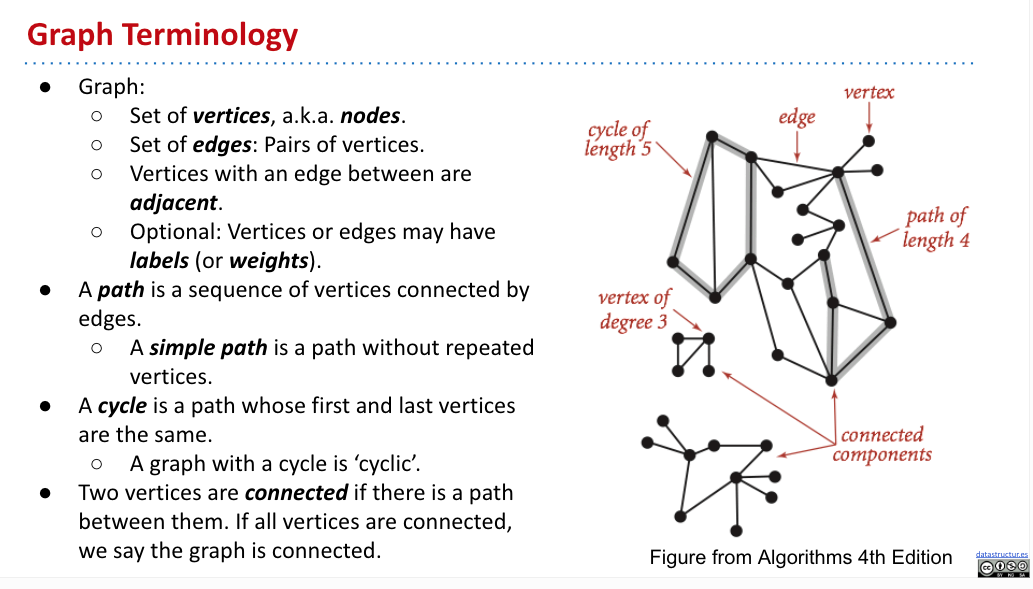 Graph Terminology
● Graph:
○ Set of vertices, a.k.a. nodes.
○ Set of edges: Pairs of vertices.
○ Vertices with an edge between are
adjacent.
○ Optional: Vertices or edges may have
labels (or weights).
● A path is a sequence of vertices connected by
edges.
○ A simple path is a path without repeated
vertices.
● A cycle is a path whose first and last vertices
are the same.
○ A graph with a cycle is ‘cyclic’.
● Two vertices are connected if there is a path
between them. If all vertices are connected,
we say the graph is connected.
vertex
edge
cycle of
length 5
path of
length 4
vertex of
degree 3
connected
components
Figure from Algorithms 4th Edition
datastructur.es
cc
BY NC SA